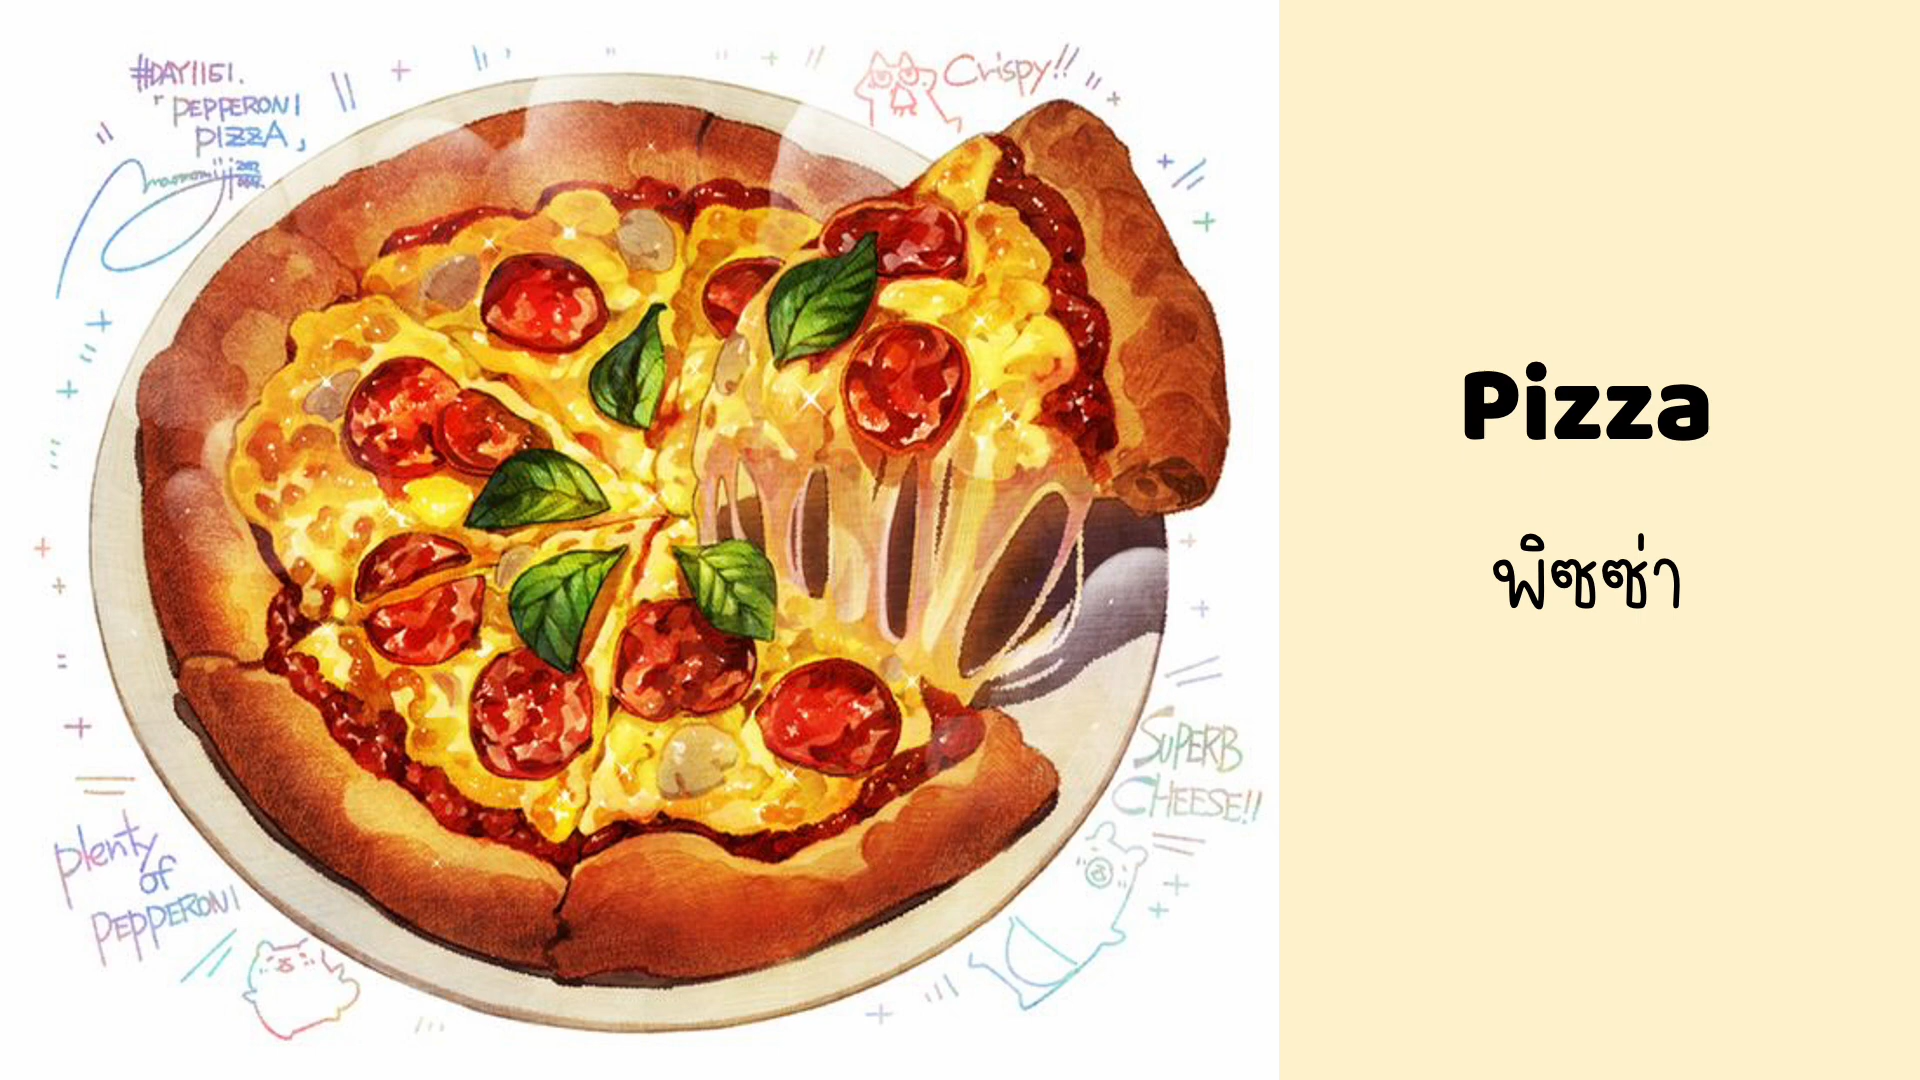 #DAY1151.
「PEPPERONI
PIZZA」
Crispy!!
SUPERB
CHEESE!!
plenty
of
PEPPERONI
Pizza
พิซซ่า